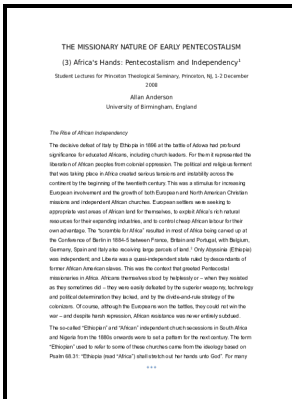 THE MISSIONARY NATURE OF EARLY PENTECOSTALISM
(3) Africa's Hands: Pentecostalism and Independency1
Student Lectures for Princeton Theological Seminary, Princeton, NJ, 1-2 December
2008
Allan Anderson
University of Birmingham, England
The Rise of African Independency
The decisive defeat of Italy by Ethiopia in 1896 at the battle of Adowa had profound
significance for educated Africans, including church leaders. For them it represented the
liberation of African peoples from colonial oppression. The political and religious ferment
that was taking place in Africa created serious tensions and instability across the
continent by the beginning of the twentieth century. This was a stimulus for increasing
European involvement and the growth of both European and North American Christian
missions and independent African churches. European settlers were seeking to
appropriate vast areas of African land for themselves, to exploit Africa's rich natural
resources for their expanding industries, and to control cheap African labour for their
own advantage. The "scramble for Africa" resulted in most of Africa being carved up at
the Conference of Berlin in 1884-5 between France, Britain and Portugal, with Belgium,
Germany, Spain and Italy also receiving large parcels of land. Only Abyssinia (Ethiopia)
was independent; and Liberia was a quasi-independent state ruled by descendants of
former African American slaves. This was the context that greeted Pentecostal
missionaries in Africa. Africans themselves stood by helplessly or – when they resisted
as they sometimes did – they were easily defeated by the superior weaponry, technology
and political determination they lacked, and by the divide-and-rule strategy of the
colonizers. Of course, although the Europeans won the battles, they could not win the
war – and despite harsh repression, African resistance was never entirely subdued.
The so-called "Ethiopian" and "African" independent church secessions in South Africa
and Nigeria from the 1880s onwards were to set a pattern for the next century. The term
"Ethiopian" used to refer to some of these churches came from the ideology based on
Psalm 68.31: "Ethiopia (read "Africa") shall stretch out her hands unto God". For many